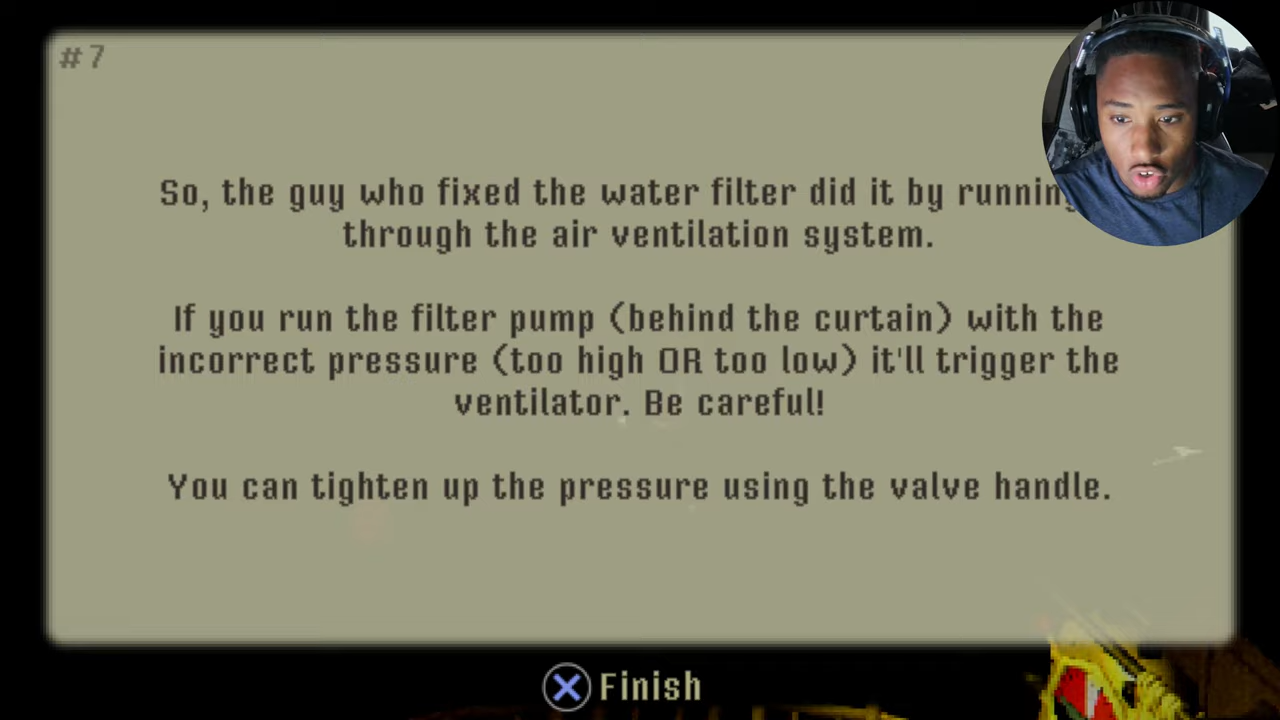 #7
So, the guy who fixed the water filter did it by running
through the air ventilation system.
If you run the filter pump (behind the curtain) with the
incorrect pressure (too high OR too low) it'll trigger the
ventilator. Be careful!
You can tighten up the pressure using the valve handle.
Finish